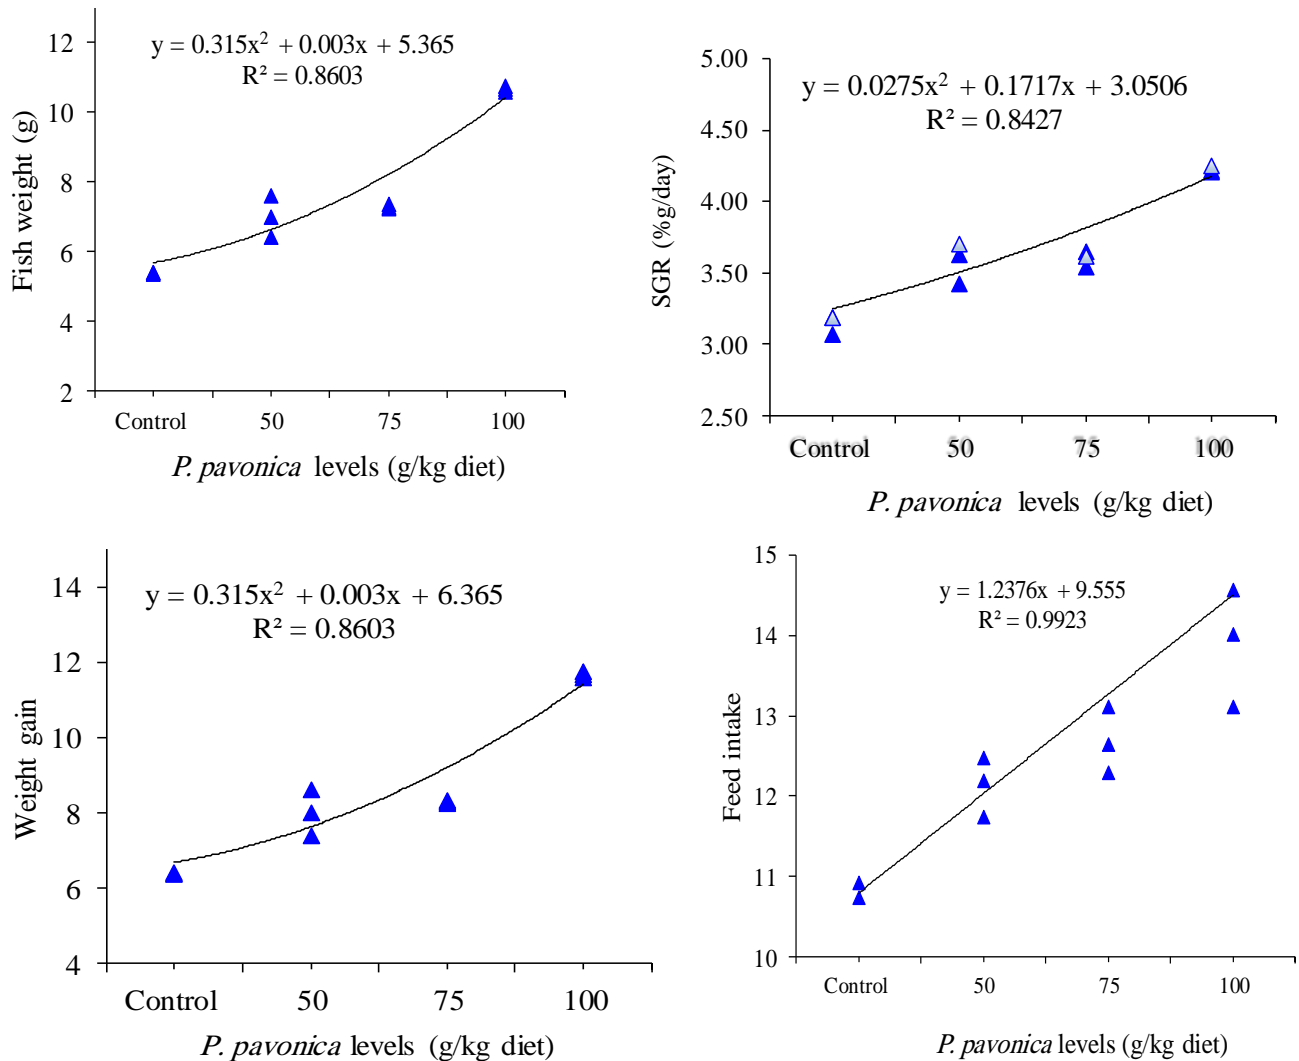 y = 0.315x² + 0.003x + 5.365
R² = 0.8603
Fish weight (g)
12
10
8
6
4
2
Control 50 75 100
P. pavonica levels (g/kg diet)
y = 0.0275x² + 0.1717x + 3.0506
R² = 0.8427
SGR (%g/day)
5.00
4.50
4.00
3.50
3.00
2.50
Control 50 75 100
P. pavonica levels (g/kg diet)
y = 0.315x² + 0.003x + 6.365
R² = 0.8603
Weight gain
14
12
10
8
6
4
Control 50 75 100
P. pavonica levels (g/kg diet)
y = 1.2376x + 9.555
R² = 0.9923
Feed intake
15
14
13
12
11
10
Control 50 75 100
P. pavonica levels (g/kg diet)